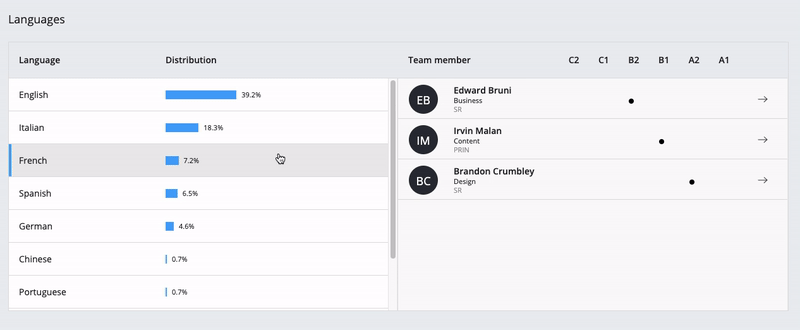 Languages
Language Distribution Team member C2 C1 B2 B1 A2 A1
English 39.2%
Italian 18.3%
French 7.2%
Spanish 6.5%
German 4.6%
Chinese 0.7%
Portuguese 0.7%
EB Edward Bruni
Business
SR
IM Irvin Malan
Content
PRIN
BC Brandon Crumbley
Design
SR